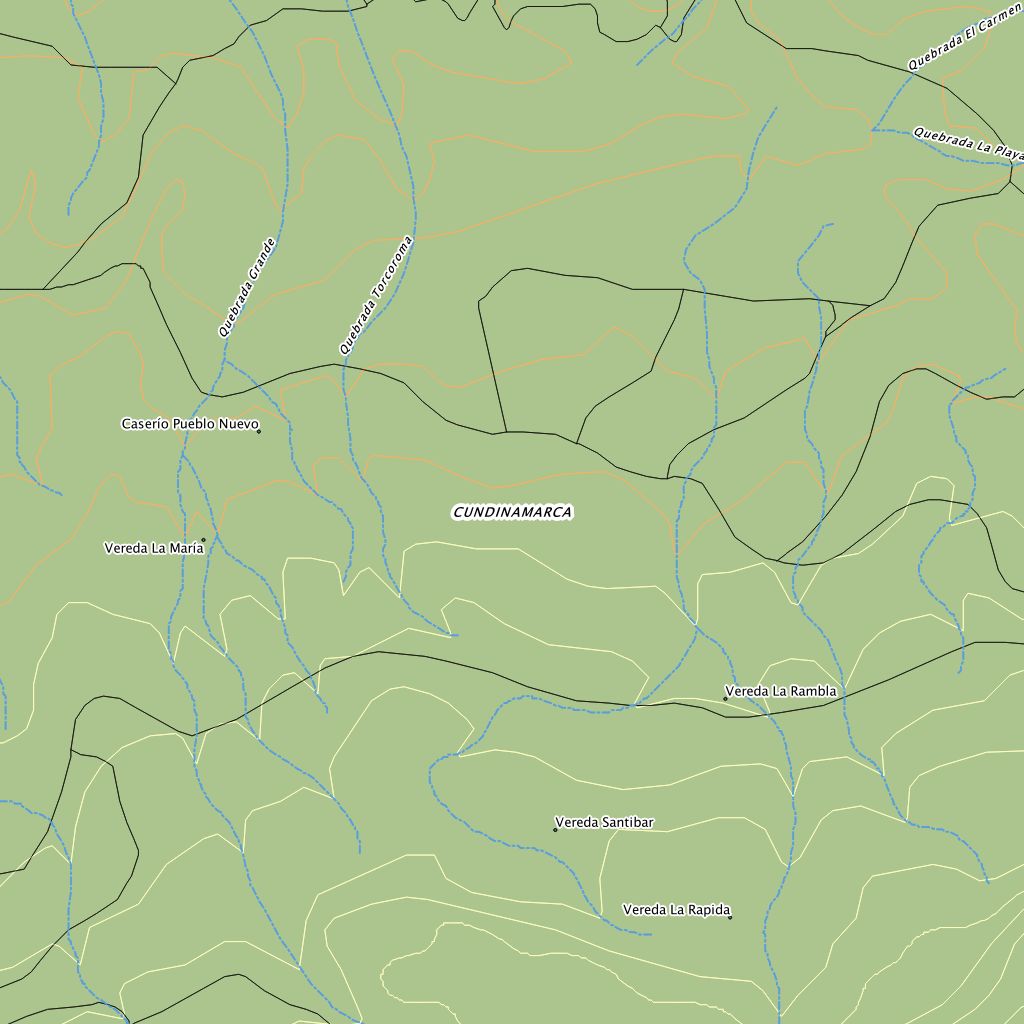 Quebrada El Carmen
Quebrada La Playa
Quebrada Grande
Quebrada Torcoroma
Caserío Pueblo Nuevo
CUNDINAMARCA
Vereda La María
Vereda La Rambla
Vereda Santibar
Vereda La Rapida